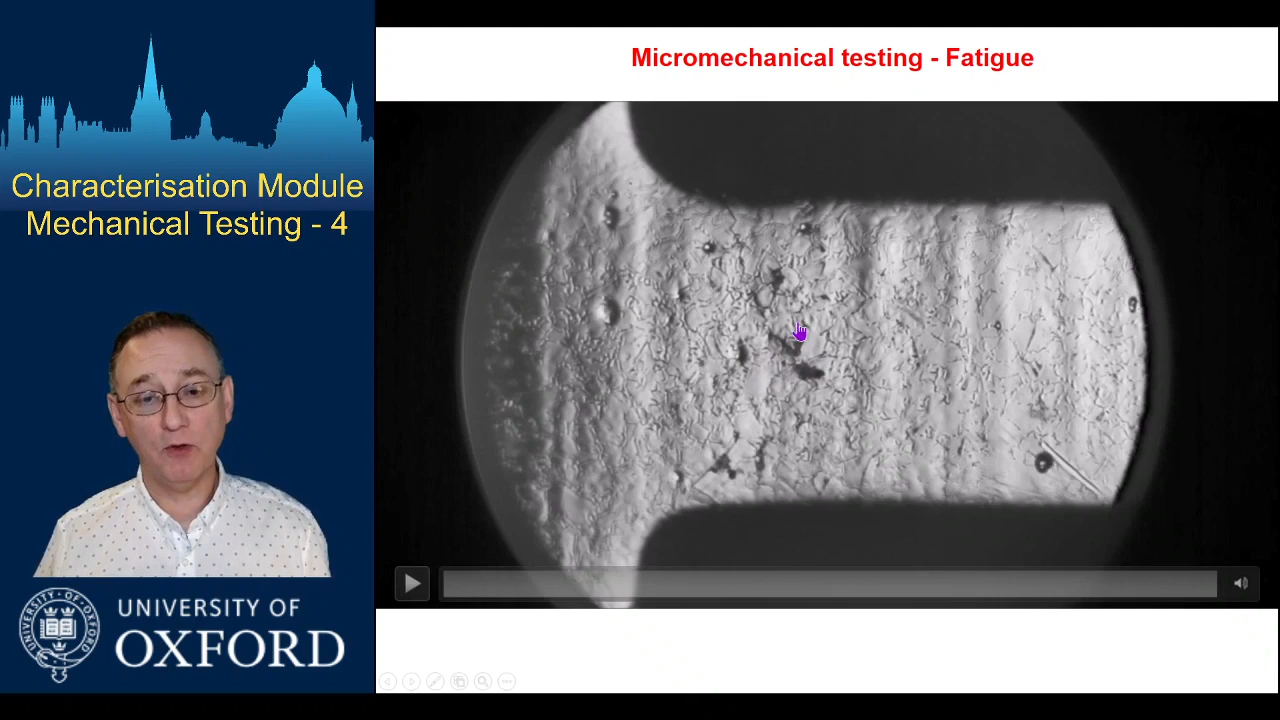 Micromechanical testing - Fatigue
Characterisation Module
Mechanical Testing - 4
UNIVERSITY OF
OXFORD